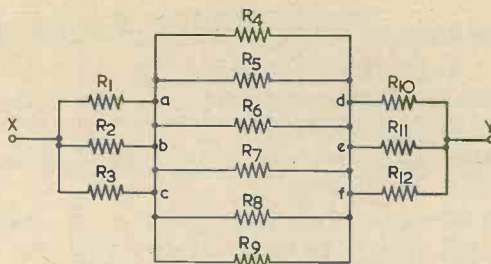 R4
R5
R1 a d R10
R6
X Y
R2 b e R11
R7
R3 c f R12
R8
R9